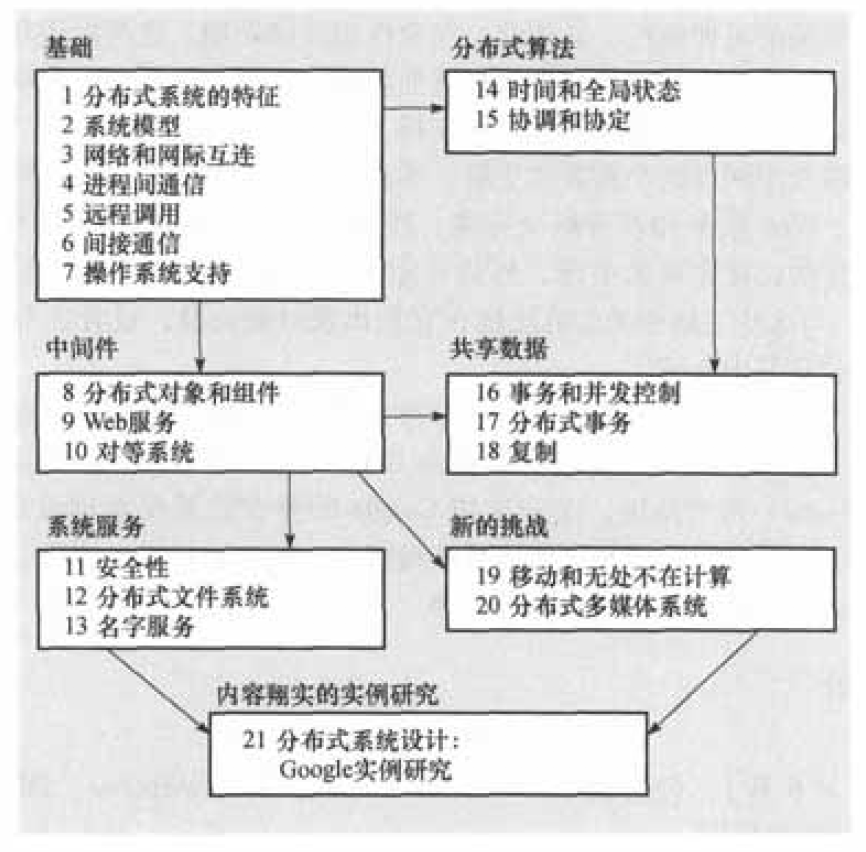 基础
1 分布式系统的特征
2 系统模型
3 网络和网际互连
4 进程间通信
5 远程调用
6 间接通信
7 操作系统支持
分布式算法
14 时间和全局状态
15 协调和协定
中间件
8 分布式对象和组件
9 Web服务
10 对等系统
共享数据
16 事务和并发控制
17 分布式事务
18 复制
系统服务
11 安全性
12 分布式文件系统
13 名字服务
新的挑战
19 移动和无处不在计算
20 分布式多媒体系统
内容翔实的实例研究
21 分布式系统设计：
Google实例研究